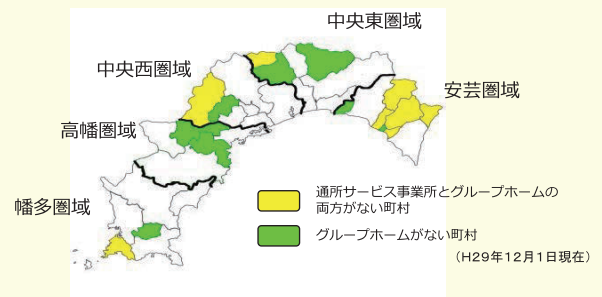 中央東圏域
中央西圏域
安芸圏域
高幡圏域
幡多圏域
通所サービス事業所とグループホームの
両方がない町村
グループホームがない町村
(H29年12月1日現在)